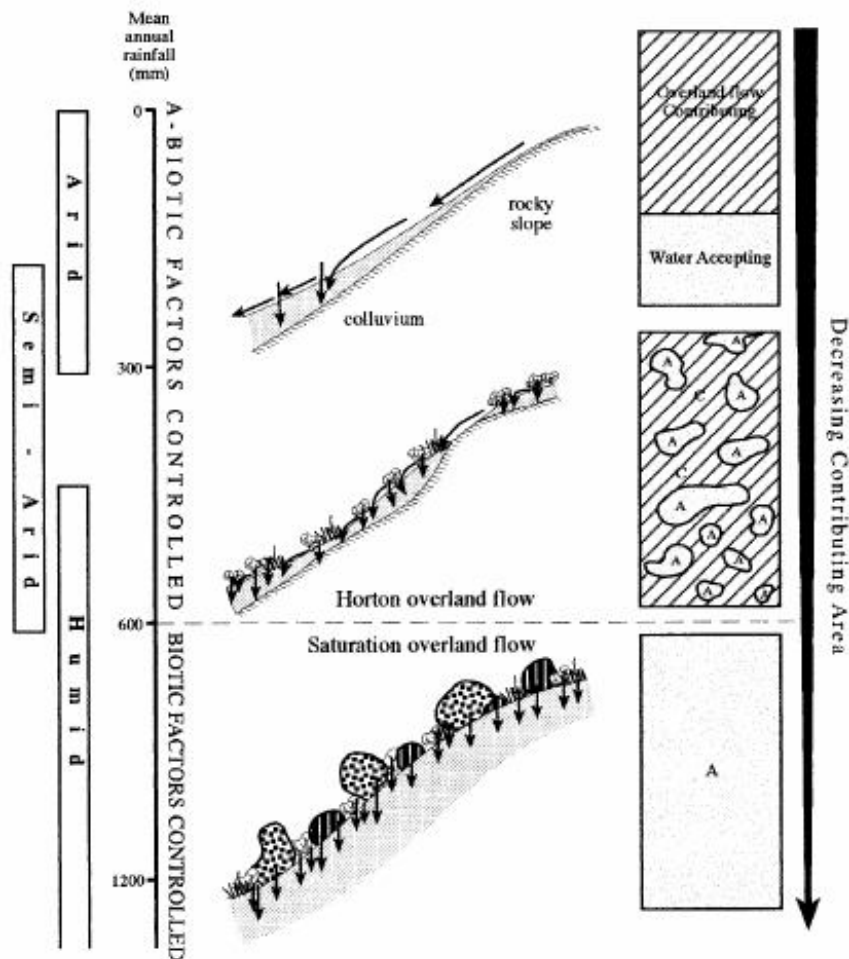 Mean
annual
rainfall
(mm)
0
300
600
1200
Arid
Semi - Arid
Humid
A-BIOTIC FACTORS CONTROLLED
BIOTIC FACTORS CONTROLLED
rocky
slope
colluvium
Horton overland flow
Saturation overland flow
Overland flow
Contributing
Water Accepting
A
A
A
C
A
A
A
C
A
A
A
A
A
A
A
A
A
Decreasing Contributing Area